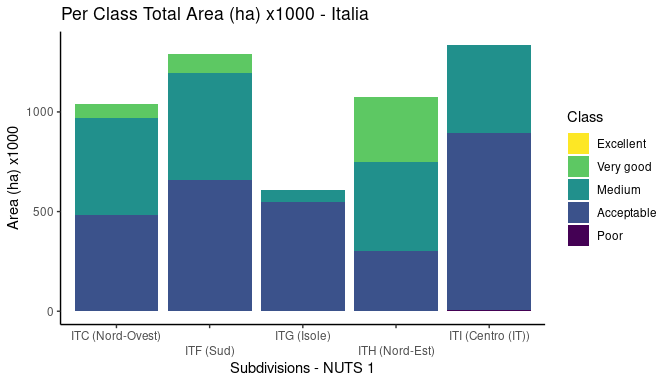 Per Class Total Area (ha) x1000 - Italia
Area (ha) x1000
1000
500
0
ITC (Nord-Ovest)
ITF (Sud)
ITG (Isole)
ITH (Nord-Est)
ITI (Centro (IT))
Subdivisions - NUTS 1
Class
Excellent
Very good
Medium
Acceptable
Poor